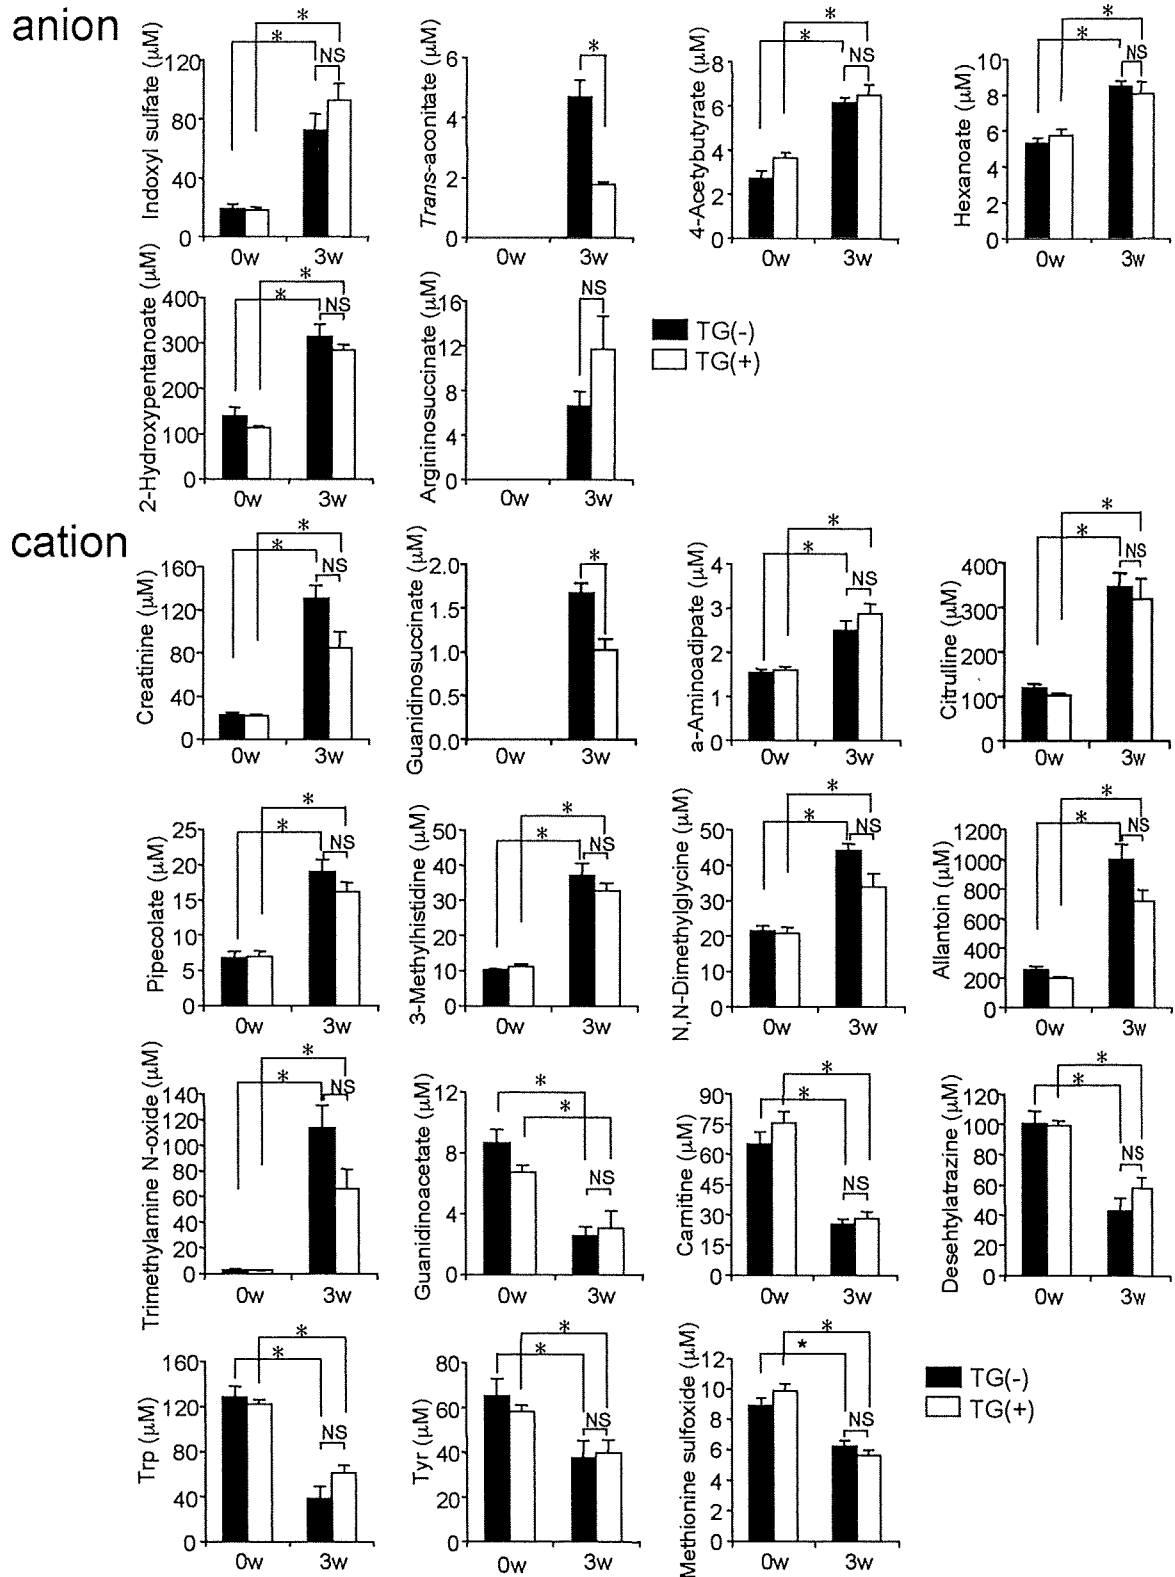 anion
Indoxyl sulfate (μM)
120
80
40
0
0w
3w
*
*
NS
Trans-aconitate (μM)
6
4
2
0
0w
3w
*
4-Acetybutyrate (μM)
8
6
4
2
0
0w
3w
*
*
NS
Hexanoate (μM)
10
8
6
4
2
0
0w
3w
*
*
NS
2-Hydroxypentanoate (μM)
400
300
200
100
0
0w
3w
*
*
NS
Argininosuccinate (μM)
16
12
8
4
0
0w
3w
NS
TG(-)
TG(+)
cation
Creatinine (μM)
160
120
80
40
0
0w
3w
*
*
NS
Guanidinosuccinate (μM)
2.0
1.5
1.0
0.5
0.0
0w
3w
*
a-Aminoadipate (μM)
4
3
2
1
0
0w
3w
*
*
NS
Citrulline (μM)
400
300
200
100
0
0w
3w
*
*
NS
Pipecolate (μM)
25
20
15
10
5
0
0w
3w
*
*
NS
3-Methylhistidine (μM)
50
40
30
20
10
0
0w
3w
*
*
NS
N,N-Dimethylglycine (μM)
50
40
30
20
10
0
0w
3w
*
*
NS
Allantoin (μM)
1200
1000
800
600
400
200
0
0w
3w
*
*
NS
Trimethylamine N-oxide (μM)
140
120
100
80
60
40
20
0
0w
3w
*
*
NS
Guanidinoacetate (μM)
12
8
4
0
0w
3w
*
*
NS
Carnitine (μM)
90
75
60
45
30
15
0
0w
3w
*
*
NS
Desehtylatrazine (μM)
120
100
80
60
40
20
0
0w
3w
*
*
NS
Trp (μM)
160
120
80
40
0
0w
3w
*
*
NS
Tyr (μM)
80
60
40
20
0
0w
3w
*
*
NS
Methionine sulfoxide (μM)
12
10
8
6
4
2
0
0w
3w
*
*
NS
TG(-)
TG(+)